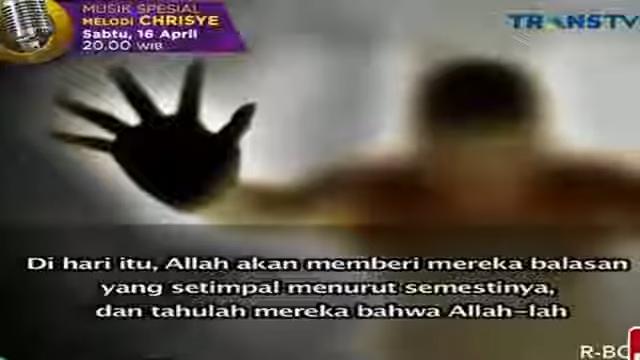 MUSIK SPESIAL
MELODI CHRISYE
Sabtu, 16 April
20.00 WIB
TRANSTV
Di hari itu, Allah akan memberi mereka balasan
yang setimpal menurut semestinya,
dan tahulah mereka bahwa Allah-lah
R-BO